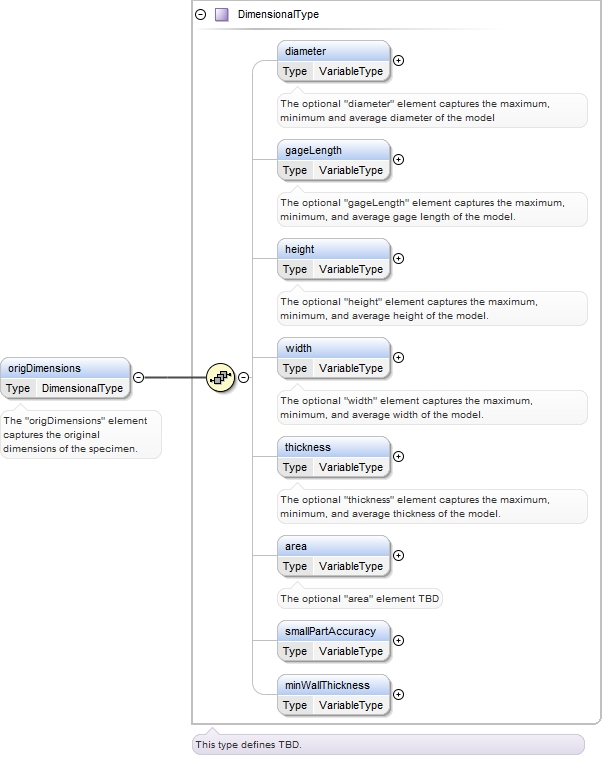 DimensionalType
diameter
Type VariableType
The optional "diameter" element captures the maximum,
minimum and average diameter of the model
gageLength
Type VariableType
The optional "gageLength" element captures the maximum,
minimum, and average gage length of the model.
height
Type VariableType
The optional "height" element captures the maximum,
minimum, and average height of the model.
width
Type VariableType
The optional "width" element captures the maximum,
minimum, and average width of the model.
origDimensions
Type DimensionalType
The "origDimensions" element
captures the original
dimensions of the specimen.
thickness
Type VariableType
The optional "thickness" element captures the maximum,
minimum, and average thickness of the model.
area
Type VariableType
The optional "area" element TBD
smallPartAccuracy
Type VariableType
minWallThickness
Type VariableType
This type defines TBD.